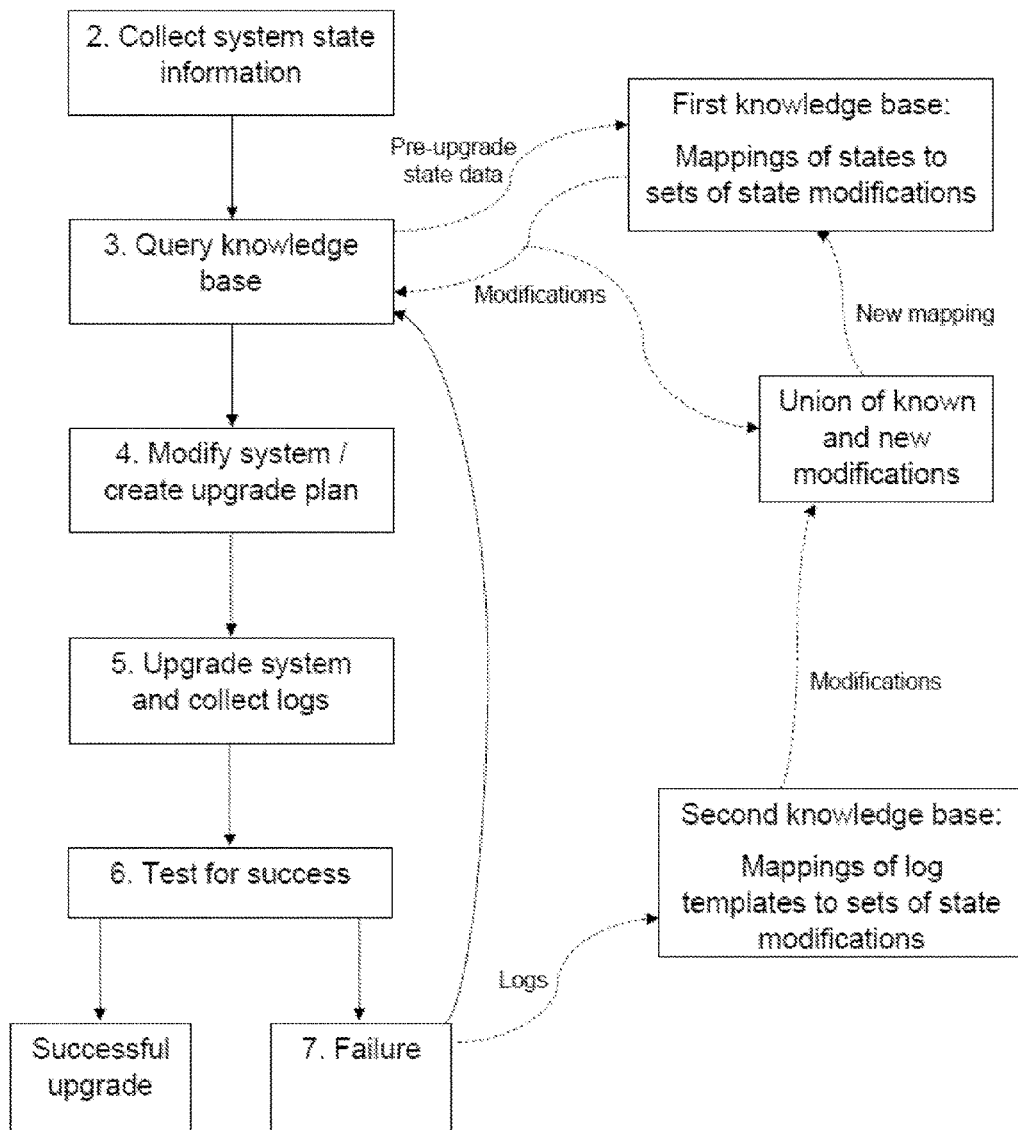 2. Collect system state
information
First knowledge base:
Mappings of states to
sets of state modifications
Pre-upgrade
state data
3. Query knowledge
base
Modifications
New mapping
Union of known
and new
modifications
4. Modify system /
create upgrade plan
5. Upgrade system
and collect logs
Modifications
Second knowledge base:
Mappings of log
templates to sets of state
modifications
6. Test for success
Logs
Successful
upgrade
7. Failure